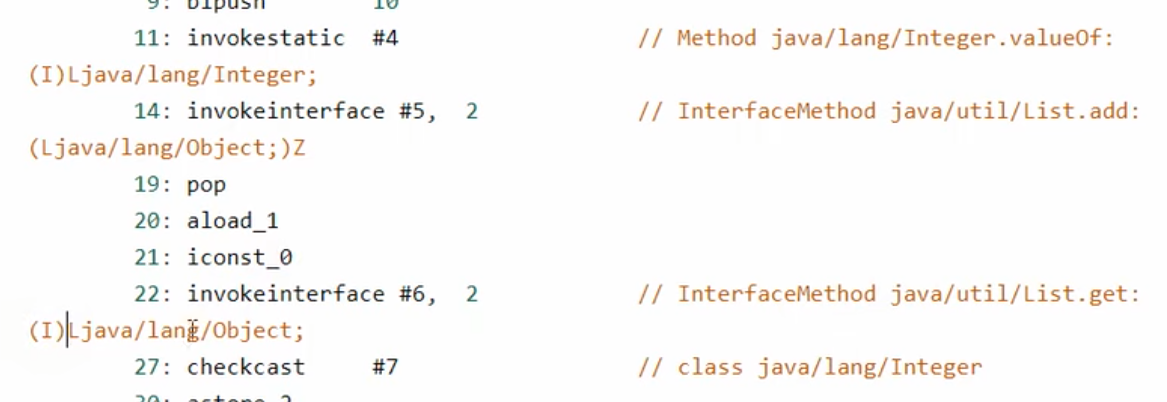 9: bipush        10
11: invokestatic  #4                  // Method java/lang/Integer.valueOf:
(I)Ljava/lang/Integer;
14: invokeinterface #5,  2            // InterfaceMethod java/util/List.add:
(Ljava/lang/Object;)Z
19: pop
20: aload_1
21: iconst_0
22: invokeinterface #6,  2            // InterfaceMethod java/util/List.get:
(I)Ljava/lang/Object;
27: checkcast     #7                  // class java/lang/Integer
30: astore_2